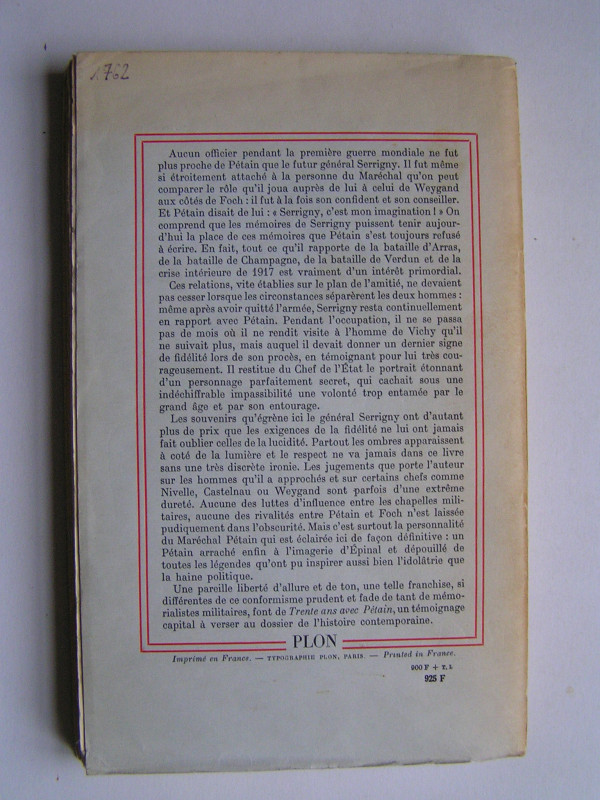 1762
Aucun officier pendant la première guerre mondiale ne fut
plus proche de Pétain que le futur général Serrigny. Il fut même
si étroitement attaché à la personne du Maréchal qu'on peut
comparer le rôle qu'il joua auprès de lui à celui de Weygand
aux côtés de Foch : il fut à la fois son confident et son conseiller.
Et Pétain disait de lui : « Serrigny, c'est mon imagination ! » On
comprend que les mémoires de Serrigny puissent tenir aujour-
d'hui la place de ces mémoires que Pétain s'est toujours refusé
à écrire. En fait, tout ce qu'il rapporte de la bataille d'Arras,
de la bataille de Champagne, de la bataille de Verdun et de la
crise intérieure de 1917 est vraiment d'un intérêt primordial.
Ces relations, vite établies sur le plan de l'amitié, ne devaient
pas cesser lorsque les circonstances séparèrent les deux hommes :
même après avoir quitté l'armée, Serrigny resta continuellement
en rapport avec Pétain. Pendant l'occupation, il ne se passa
pas de mois où il ne rendit visite à l'homme de Vichy qu'il
ne suivait plus, mais auquel il devait donner un dernier signe
de fidélité lors de son procès, en témoignant pour lui très cou-
rageusement. Il restitue du Chef de l'État le portrait étonnant
d'un personnage parfaitement secret, qui cachait sous une
indéchiffrable impassibilité une volonté trop entamée par le
grand âge et par son entourage.
Les souvenirs qu'égrène ici le général Serrigny ont d'autant
plus de prix que les exigences de la fidélité ne lui ont jamais
fait oublier celles de la lucidité. Partout les ombres apparaissent
à coté de la lumière et le respect ne va jamais dans ce livre
sans une très discrète ironie. Les jugements que porte l'auteur
sur les hommes qu'il a approchés et sur certains chefs comme
Nivelle, Castelnau ou Weygand sont parfois d'une extrême
dureté. Aucune des luttes d'influence entre les chapelles mili-
taires, aucune des rivalités entre Pétain et Foch n'est laissée
pudiquement dans l'obscurité. Mais c'est surtout la personnalité
du Maréchal Pétain qui est éclairée ici de façon définitive : un
Pétain arraché enfin à l'imagerie d'Épinal et dépouillé de
toutes les légendes qu'ont pu inspirer aussi bien l'idolâtrie que
la haine politique.
Une pareille liberté d'allure et de ton, une telle franchise, si
différentes de ce conformisme prudent et fade de tant de mémo-
rialistes militaires, font de Trente ans avec Pétain, un témoignage
capital à verser au dossier de l'histoire contemporaine.
PLON
Imprimé en France. — TYPOGRAPHIE PLON, PARIS. — Printed in France.
900 F + T. L.
925 F